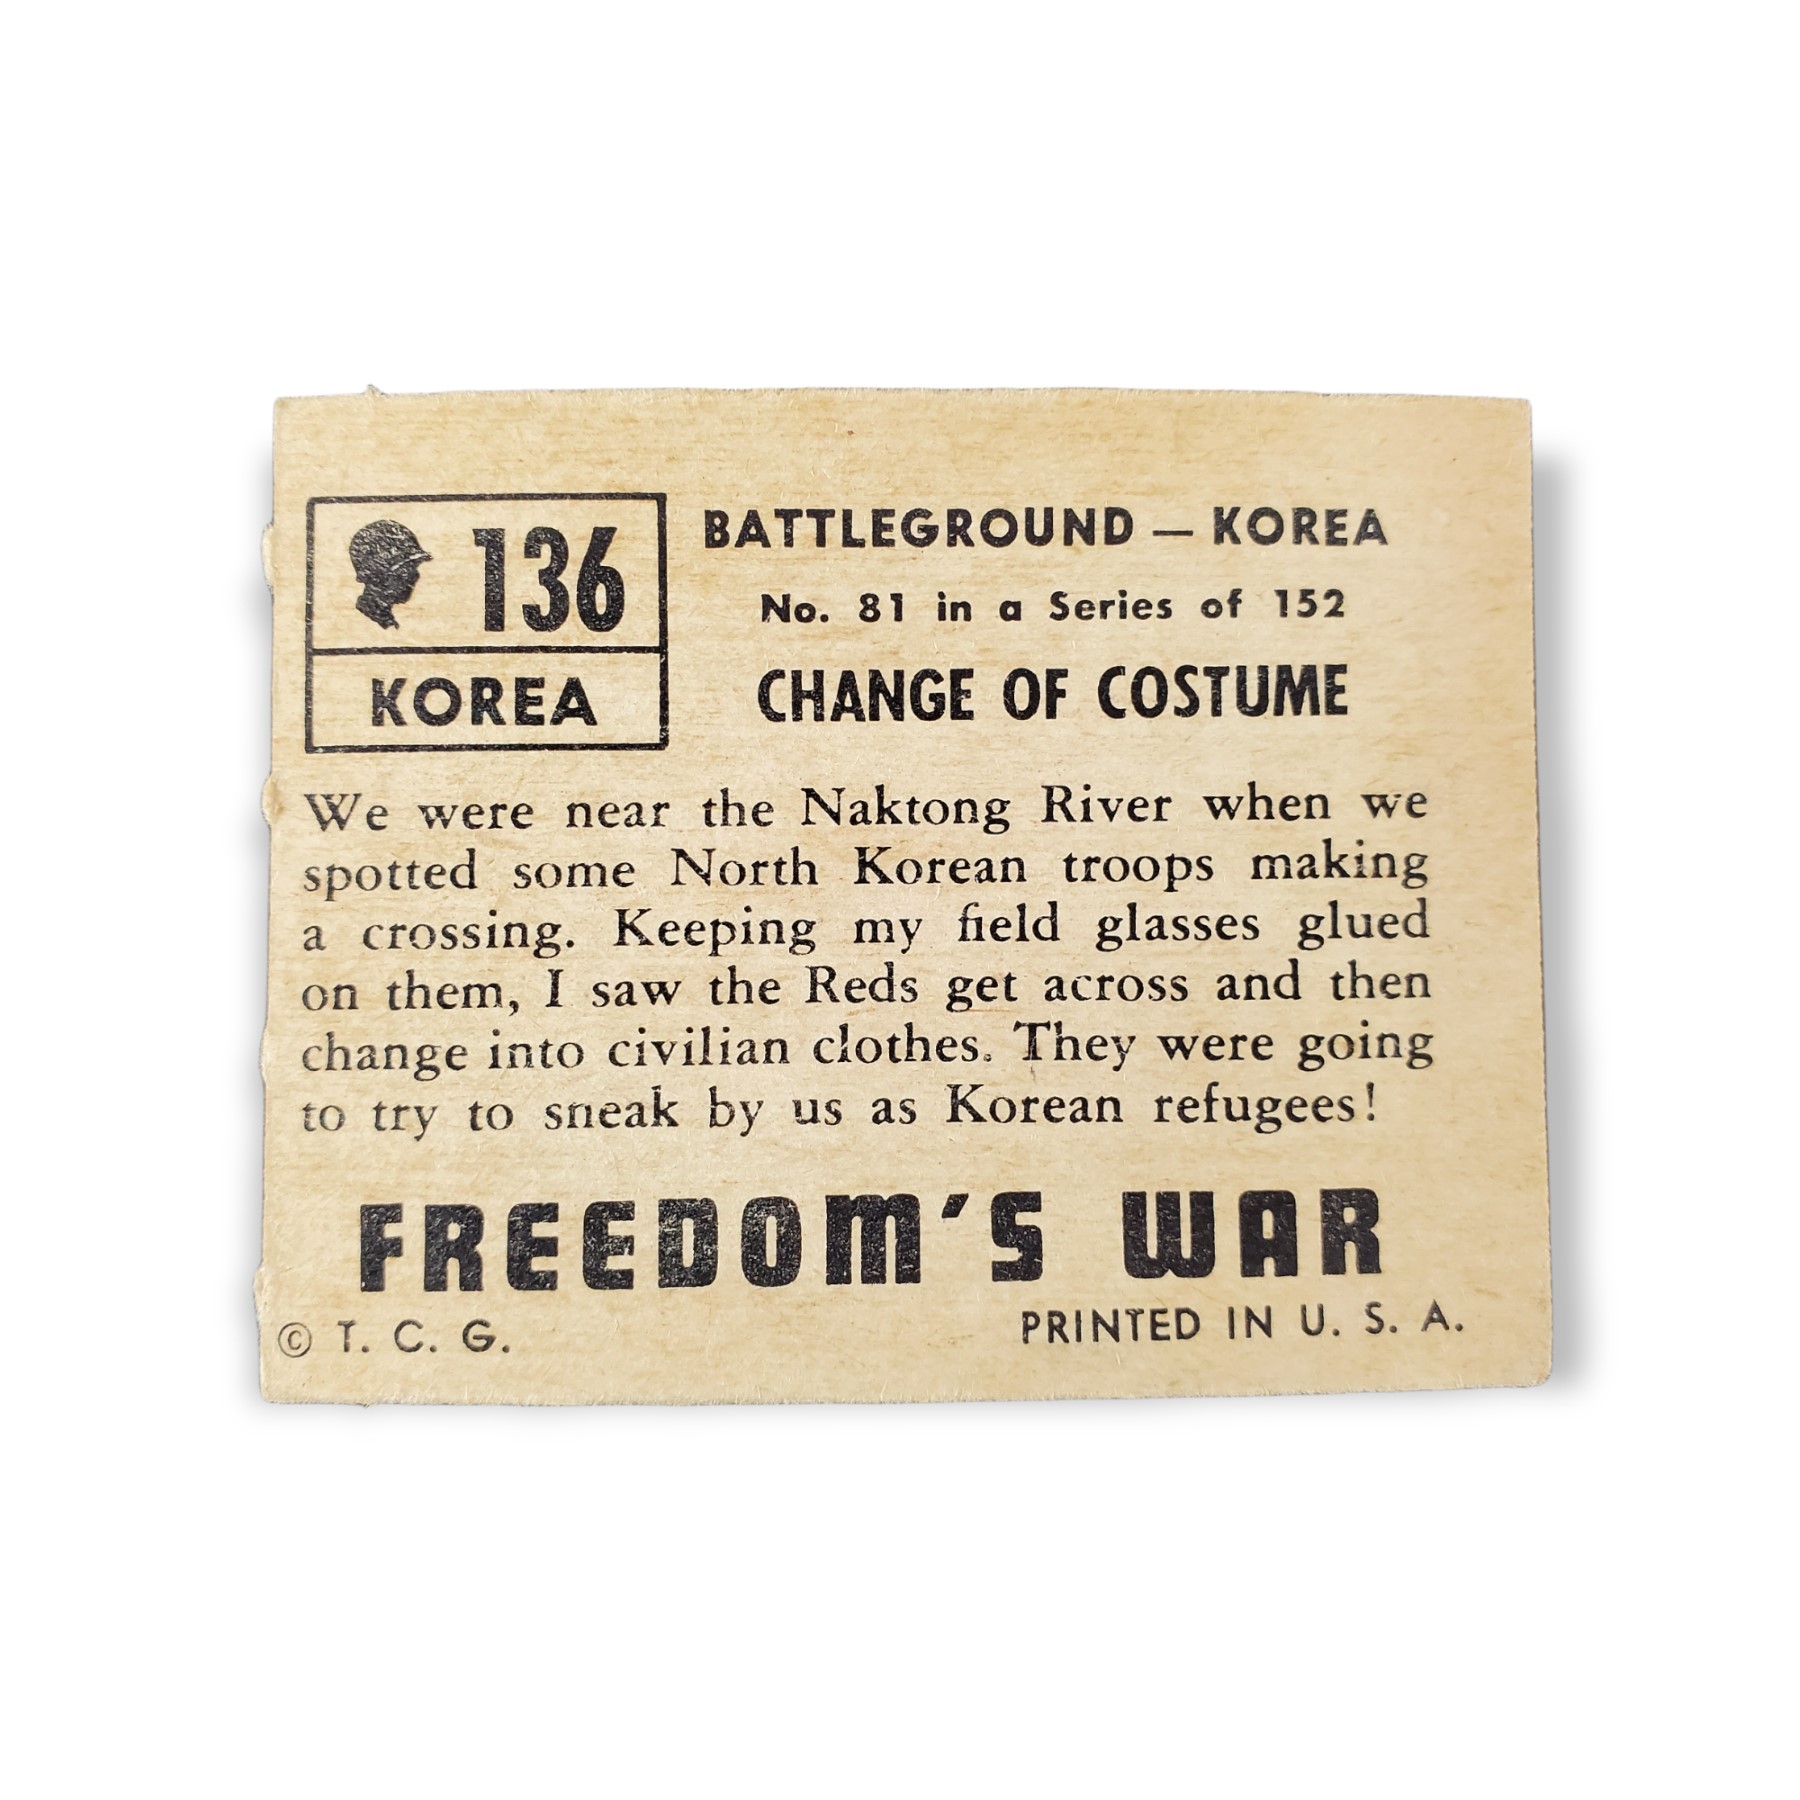 136
KOREA
BATTLEGROUND — KOREA
No. 81 in a Series of 152
CHANGE OF COSTUME
We were near the Naktong River when we
spotted some North Korean troops making
a crossing. Keeping my field glasses glued
on them, I saw the Reds get across and then
change into civilian clothes. They were going
to try to sneak by us as Korean refugees!
FREEDOM'S WAR
© T. C. G.
PRINTED IN U. S. A.